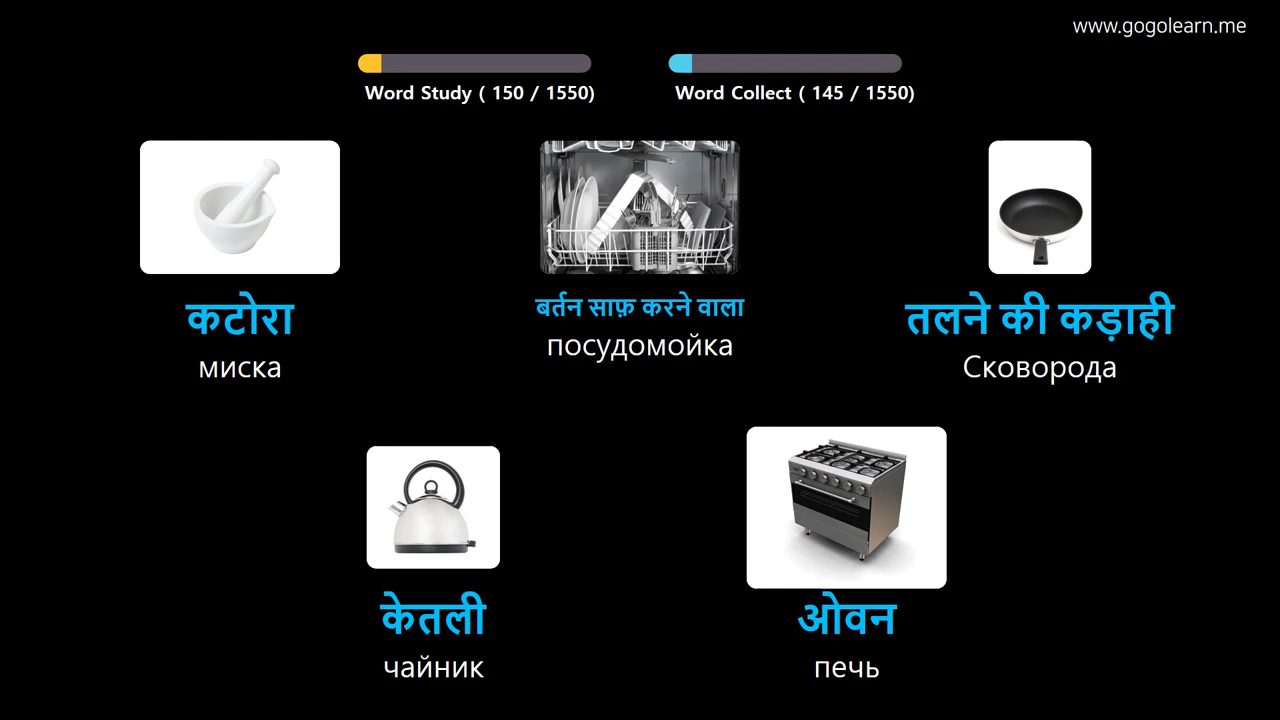 www.gogolearn.me
Word Study ( 150 / 1550)
Word Collect ( 145 / 1550)
कटोरा
миска
बर्तन साफ़ करने वाला
посудомойка
तलने की कड़ाही
Сковорода
केतली
чайник
ओवन
печь